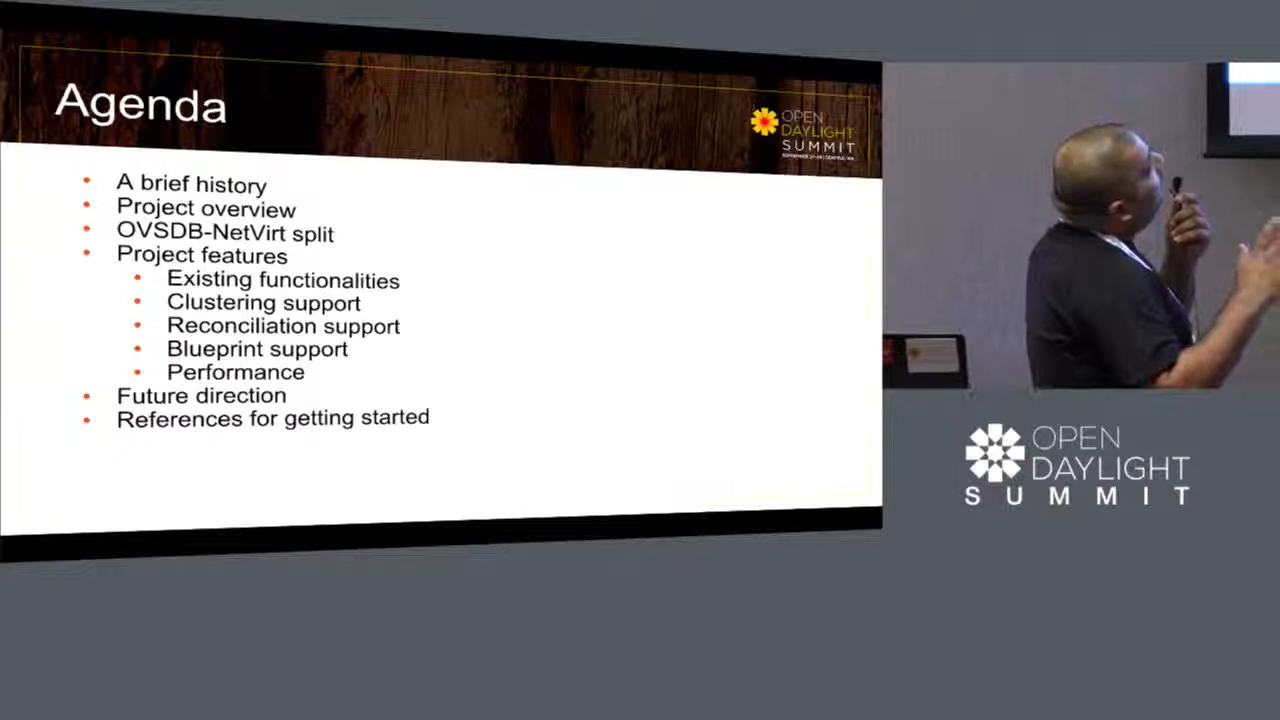 Agenda
OPEN
DAYLIGHT
SUMMIT
A brief history
Project overview
OVSDB-NetVirt split
Project features
Existing functionalities
Clustering support
Reconciliation support
Blueprint support
Performance
Future direction
References for getting started
OPEN
DAYLIGHT
SUMMIT